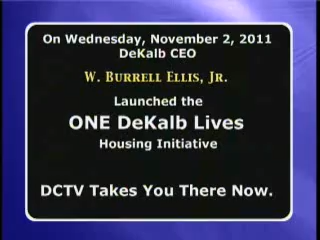 On Wednesday, November 2, 2011
DeKalb CEO
W. Burrell Ellis, Jr.
Launched the
ONE DeKalb Lives
Housing Initiative
DCTV Takes You There Now.